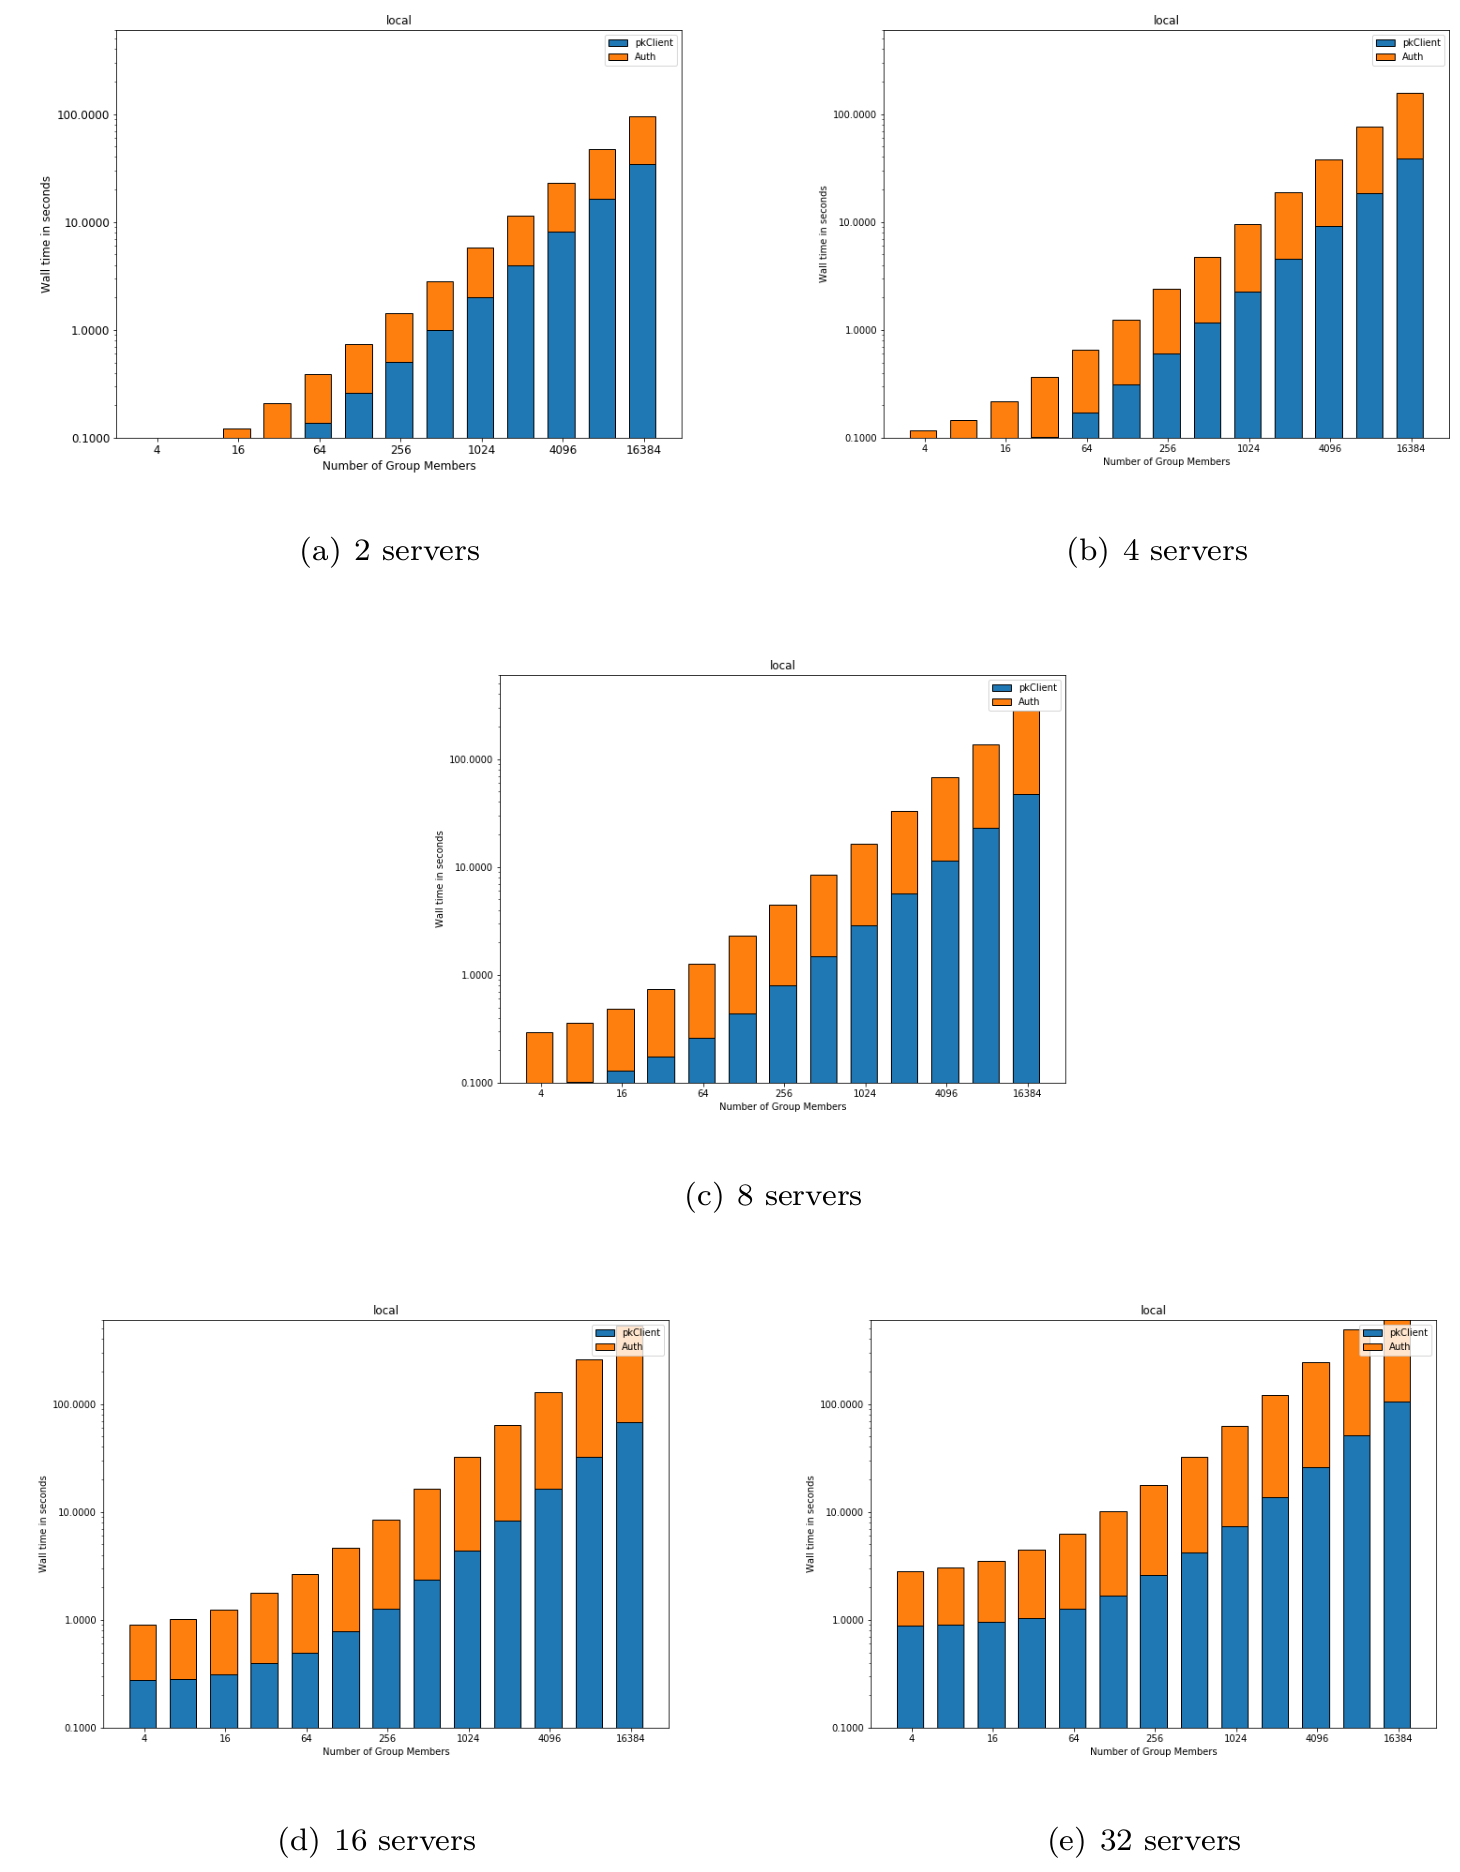 local
pkClient
Auth
100.0000
10.0000
1.0000
0.1000
Wall time in seconds
4 16 64 256 1024 4096 16384
Number of Group Members
(a) 2 servers
local
pkClient
Auth
100.0000
10.0000
1.0000
0.1000
Wall time in seconds
4 16 64 256 1024 4096 16384
Number of Group Members
(b) 4 servers
local
pkClient
Auth
100.0000
10.0000
1.0000
0.1000
Wall time in seconds
4 16 64 256 1024 4096 16384
Number of Group Members
(c) 8 servers
local
pkClient
Auth
100.0000
10.0000
1.0000
0.1000
Wall time in seconds
4 16 64 256 1024 4096 16384
Number of Group Members
(d) 16 servers
local
pkClient
Auth
100.0000
10.0000
1.0000
0.1000
Wall time in seconds
4 16 64 256 1024 4096 16384
Number of Group Members
(e) 32 servers